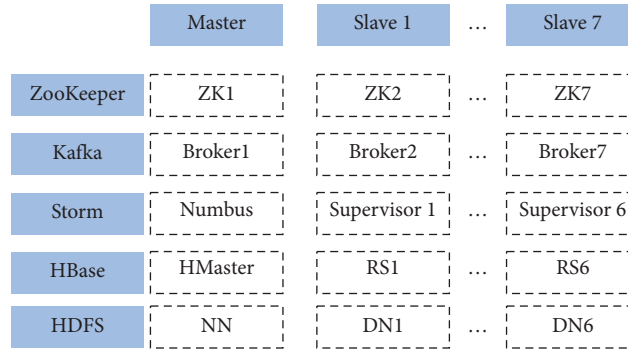 Master Slave 1 … Slave 7
ZooKeeper ZK1 ZK2 … ZK7
Kafka Broker1 Broker2 … Broker7
Storm Numbus Supervisor 1 … Supervisor 6
HBase HMaster RS1 … RS6
HDFS NN DN1 … DN6